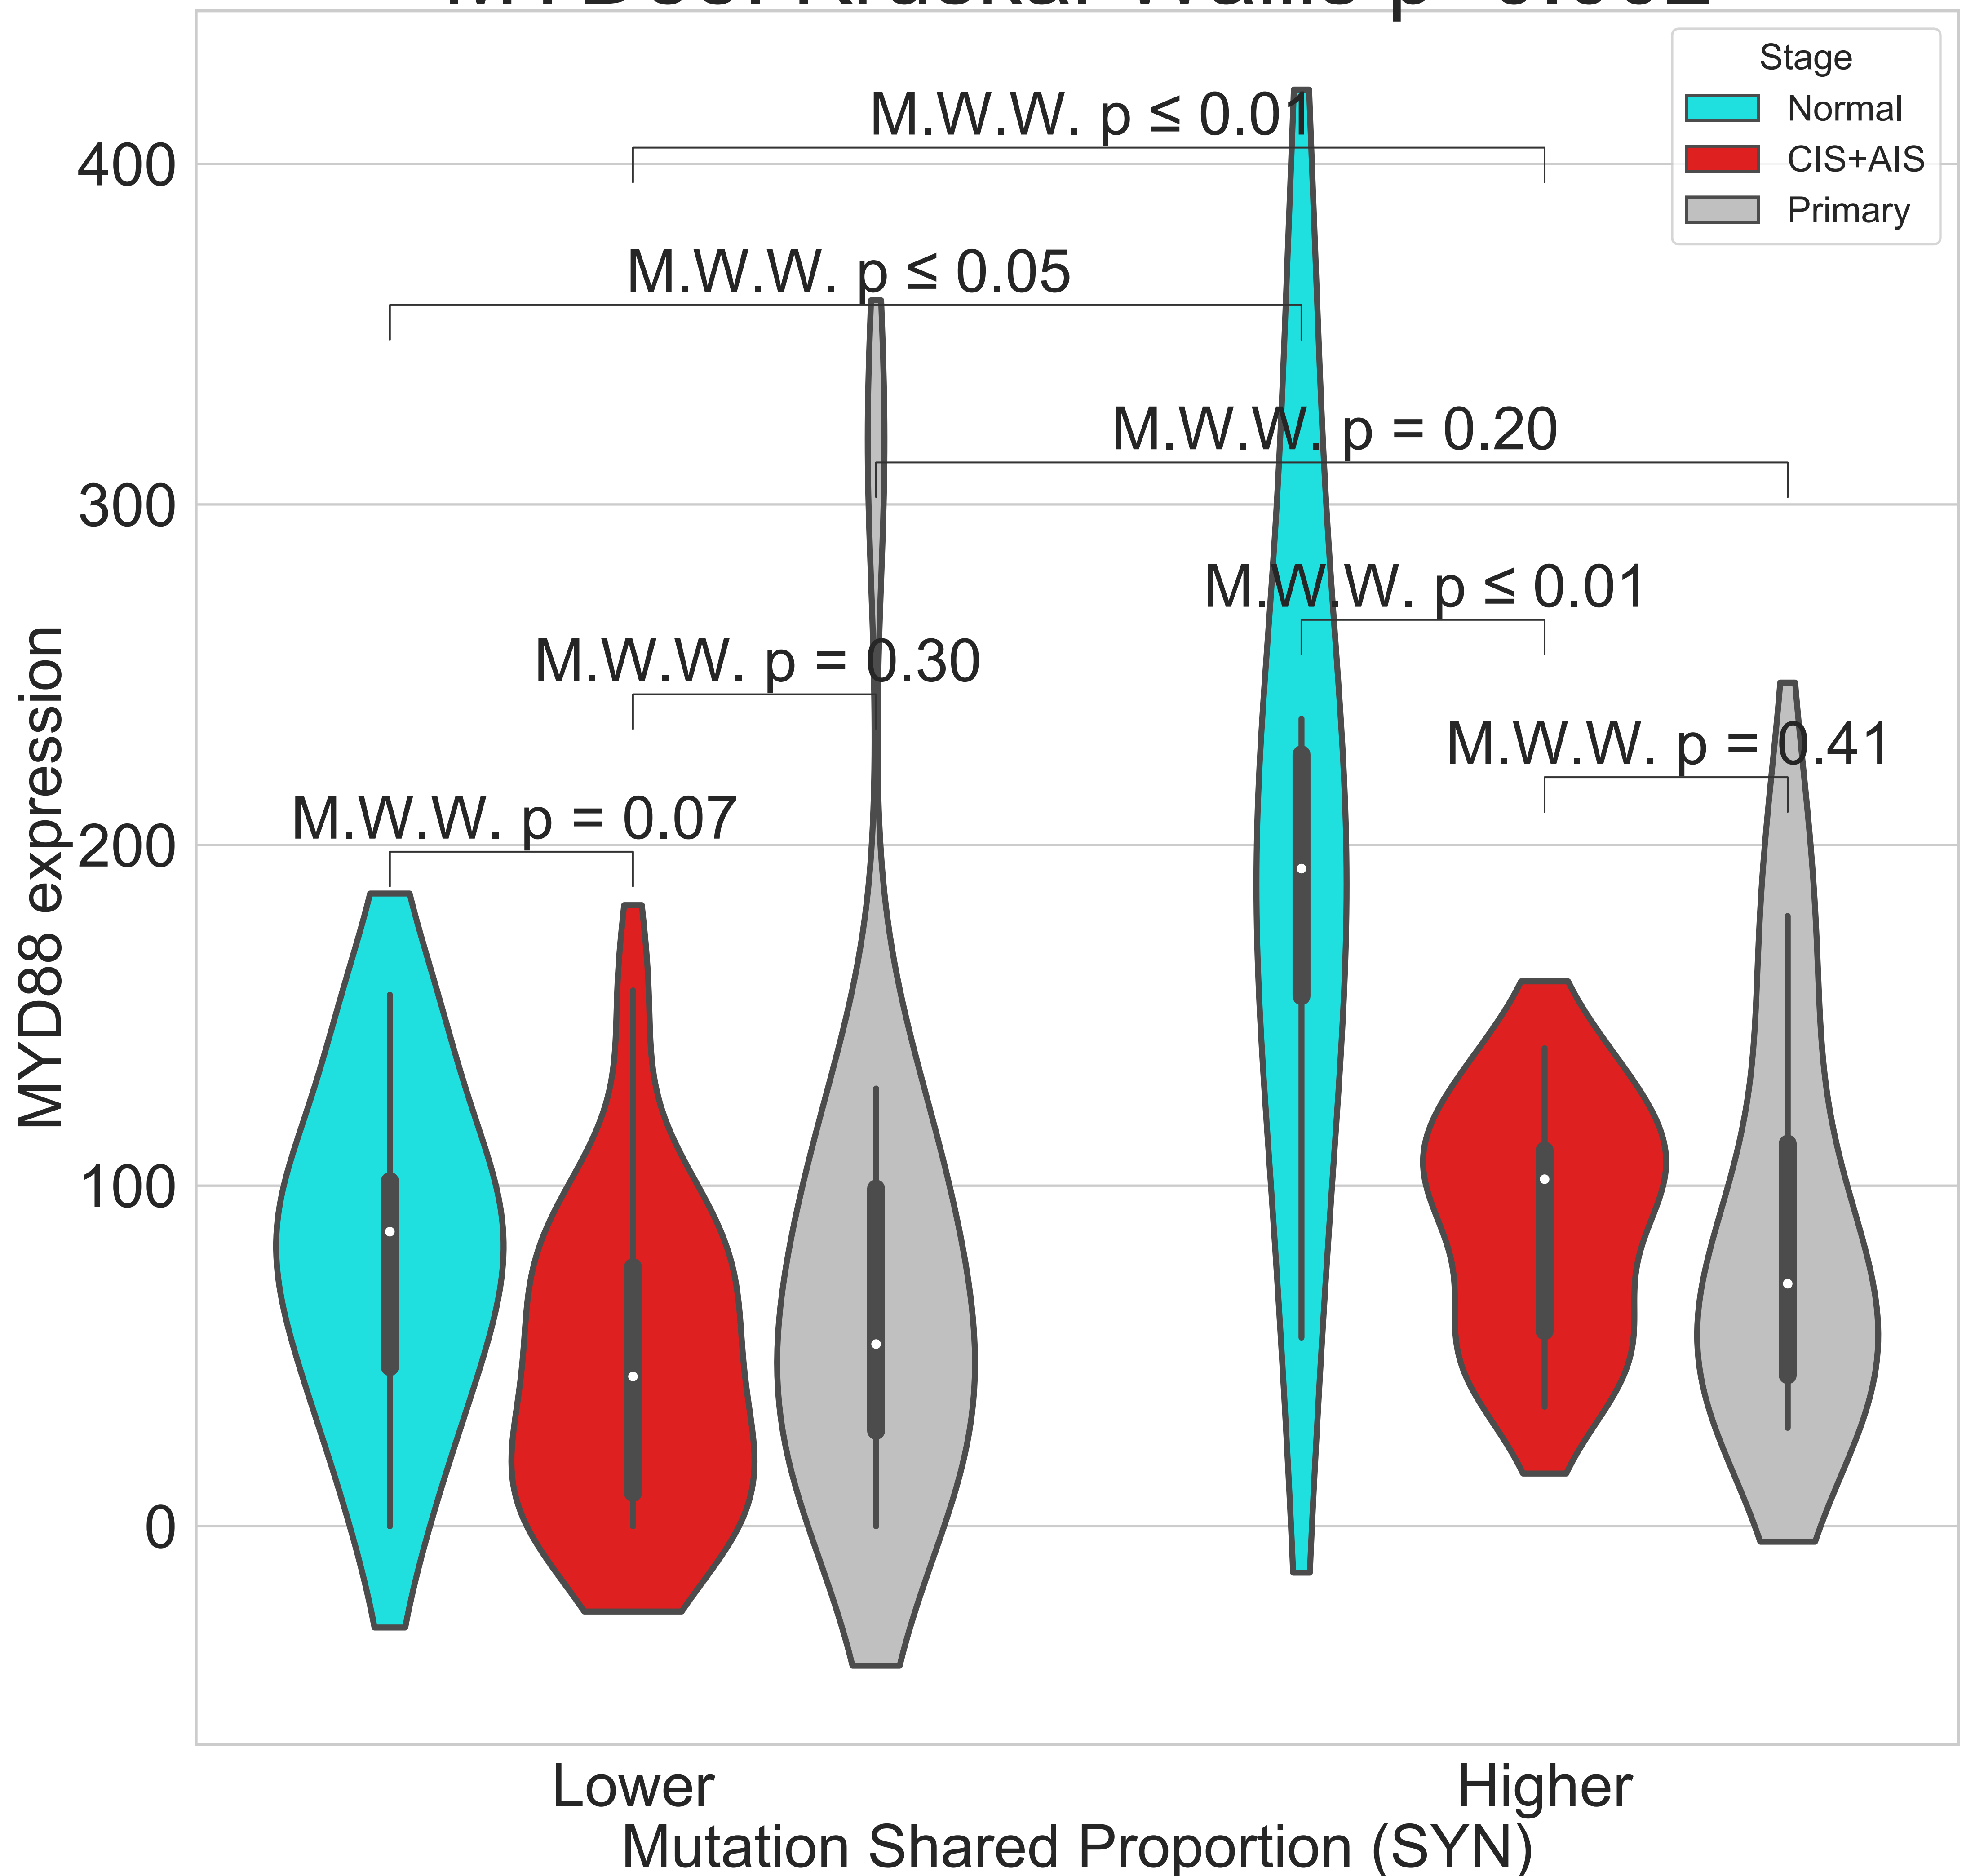 Stage
Normal
CIS+AIS
Primary
M.W.W. p ≤ 0.01
M.W.W. p ≤ 0.05
M.W.W. p = 0.20
M.W.W. p ≤ 0.01
M.W.W. p = 0.30
M.W.W. p = 0.41
M.W.W. p = 0.07
400
300
200
100
0
MYD88 expression
Lower
Higher
Mutation Shared Proportion (SYN)